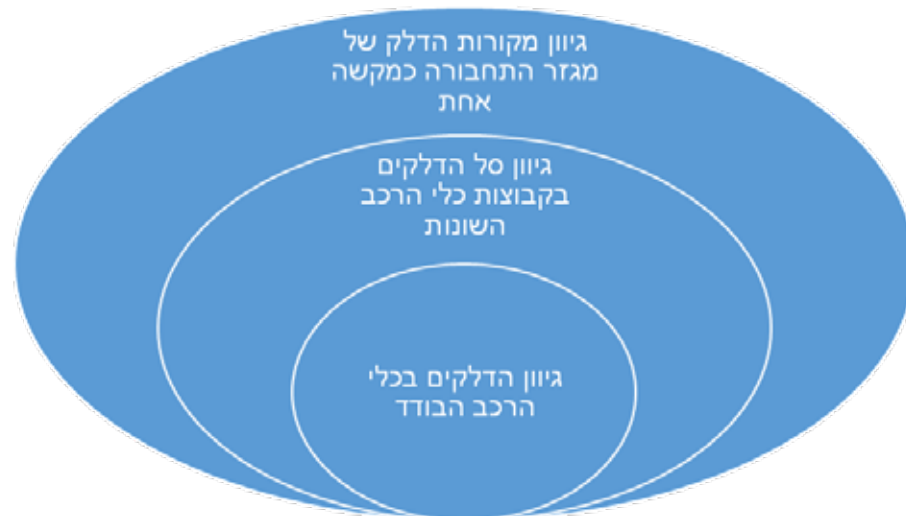 גיוון מקורות הדלק של
מגזר התחבורה כמקשה
אחת
גיוון סל הדלקים
בקבוצות כלי הרכב
השונות
גיוון הדלקים בכלי
הרכב הבודד